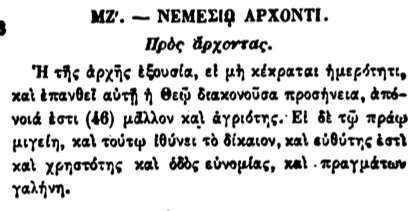 ΜΖʹ. — ΝΕΜΕΣΙῼ ΑΡΧΟΝΤΙ.
Πρὸς ἄρχοντας.
Ἡ τῆς ἀρχῆς ἐξουσία, εἰ μὴ κέκραται ἡμερότητι,
καὶ ἐπανθεῖ αὐτῇ ἡ Θεῷ διακονοῦσα προσήνεια, ἀπό-
νοιά ἐστι (46) μᾶλλον καὶ ἀγριότης. Εἰ δὲ τῷ πράῳ
μιγείη, καὶ τούτῳ ἰθύνει τὸ δίκαιον, καὶ εὐθύτης ἐστὶ
καὶ χρηστότης καὶ ὁδὸς εὐνομίας, καὶ πραγμάτων
γαλήνη.